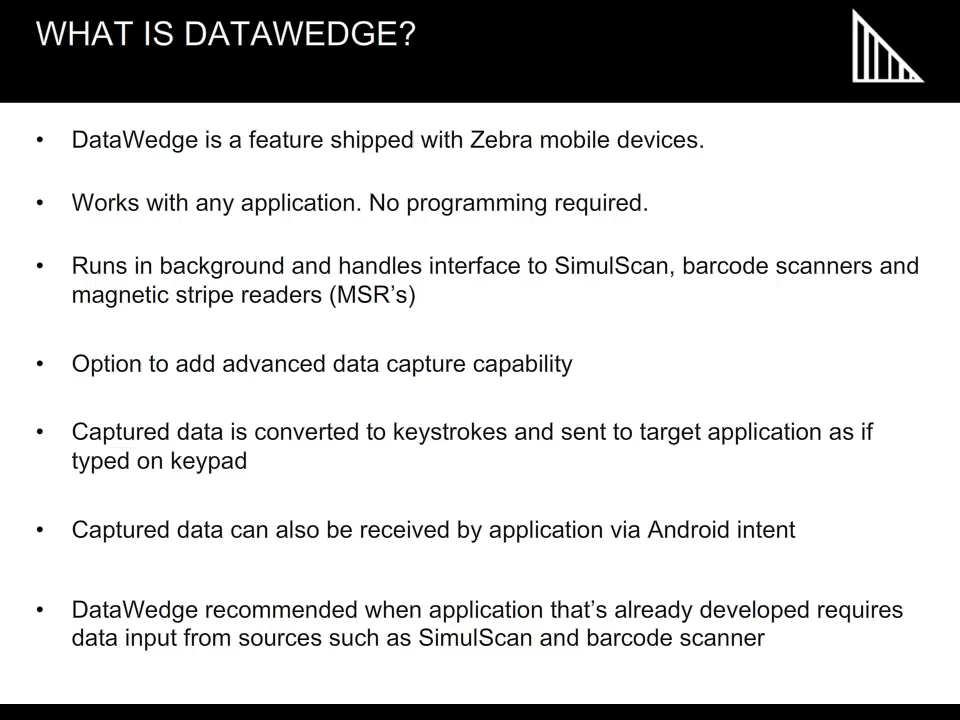 WHAT IS DATAWEDGE?
• DataWedge is a feature shipped with Zebra mobile devices.
• Works with any application. No programming required.
• Runs in background and handles interface to SimulScan, barcode scanners and
magnetic stripe readers (MSR’s)
• Option to add advanced data capture capability
• Captured data is converted to keystrokes and sent to target application as if
typed on keypad
• Captured data can also be received by application via Android intent
• DataWedge recommended when application that’s already developed requires
data input from sources such as SimulScan and barcode scanner